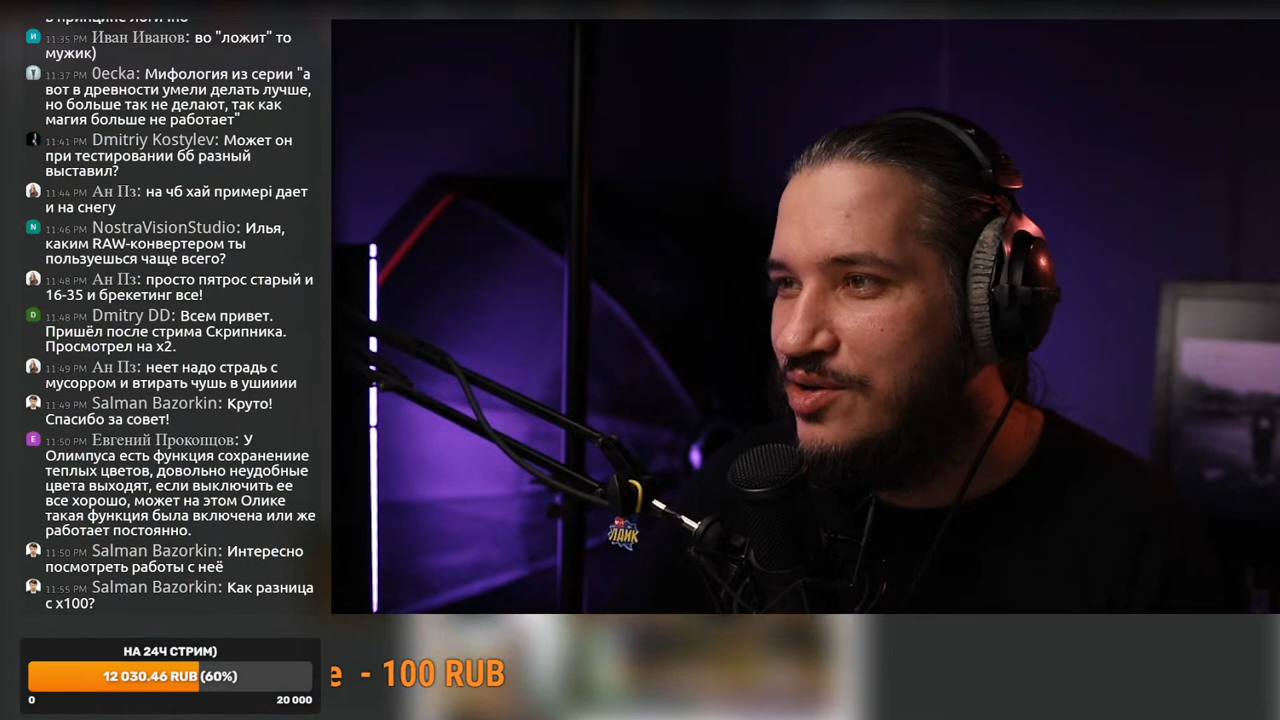 в принципе логично
И 11:35 PM Иван Иванов: во "ложит" то
мужик)
11:37 PM 0ecka: Мифология из серии "а
вот в древности умели делать лучше,
но больше так не делают, так как
магия больше не работает"
11:41 PM Dmitriy Kostylev: Может он
при тестировании бб разный
выставил?
11:44 PM Ан Пз: на чб хай примері дает
и на снегу
N 11:46 PM NostraVisionStudio: Илья,
каким RAW-конвертером ты
пользуешься чаще всего?
11:48 PM Ан Пз: просто пятрос старый и
16-35 и брекетинг все!
D 11:48 PM Dmitry DD: Всем привет.
Пришёл после стрима Скрипника.
Просмотрел на х2.
11:49 PM Ан Пз: неет надо страдь с
мусорром и втирать чушь в ушииии
11:49 PM Salman Bazorkin: Круто!
Спасибо за совет!
Е 11:50 PM Евгений Прокопцов: У
Олимпуса есть функция сохранениие
теплых цветов, довольно неудобные
цвета выходят, если выключить ее
все хорошо, может на этом Олике
такая функция была включена или же
работает постоянно.
11:50 PM Salman Bazorkin: Интересно
посмотреть работы с неё
11:55 PM Salman Bazorkin: Как разница
с х100?
ЛДИК
НА 24Ч СТРИМ)
12 030.46 RUB (60%)
0 20 000
е - 100 RUB